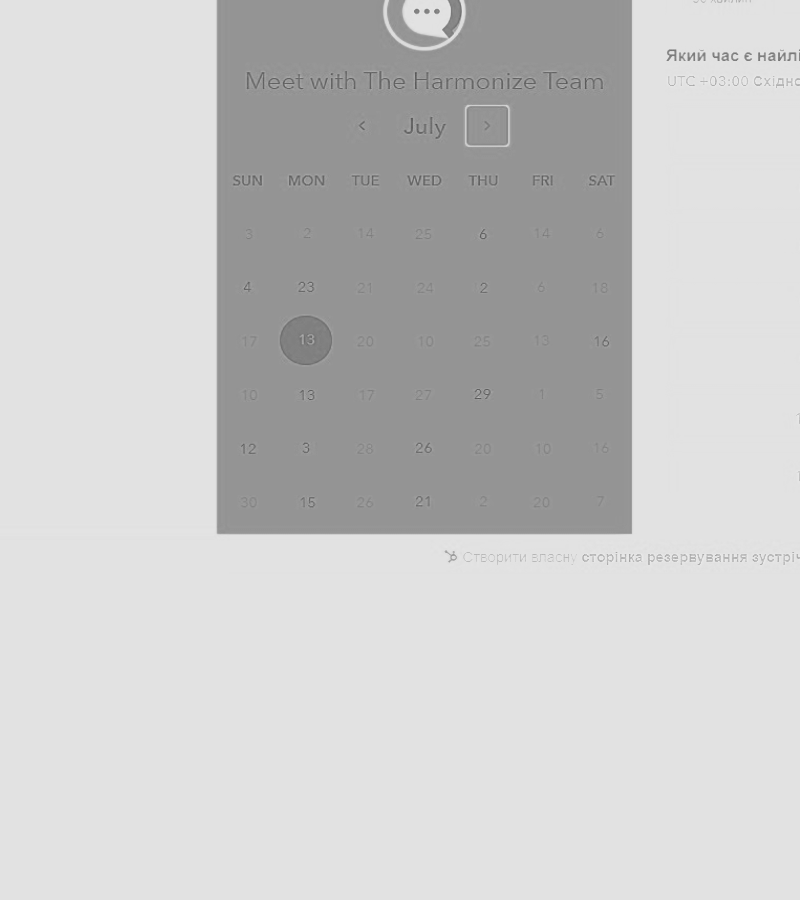 Meet with The Harmonize Team
July
SUN MON TUE WED THU FRI SAT
3 2 14 25 6 14 6
4 23 21 24 2 6 18
17 13 20 10 25 13 16
10 13 17 27 29 1 5
12 3 28 26 20 10 16
30 15 26 21 2 20 7
Який час є найлі
UTC +03:00 Східно
Створити власну сторінка резервування зустріч